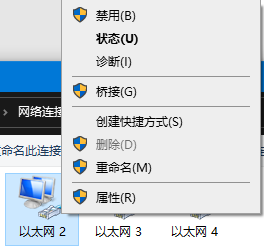 禁用(B)
状态(U)
诊断(I)
桥接(G)
创建快捷方式(S)
删除(D)
重命名(M)
属性(R)
网络连接
命名此连接
以太网 2
以太网 3
以太网 4